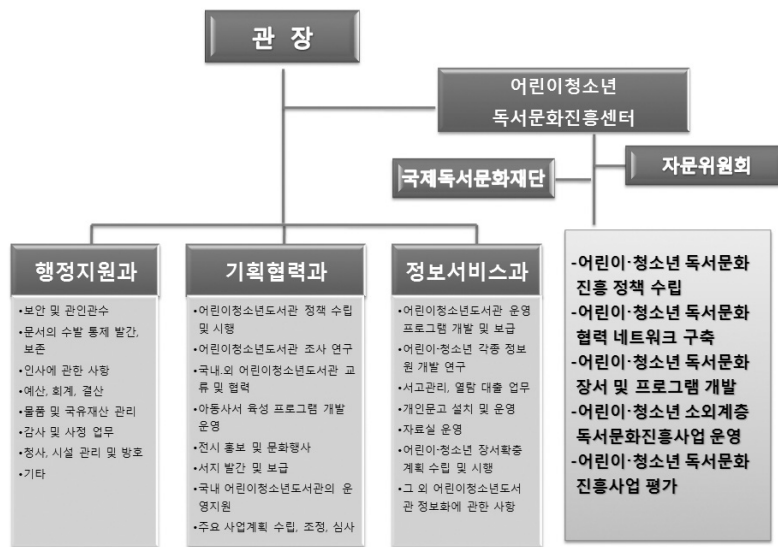 관 장
어린이청소년
독서문화진흥센터
국제독서문화재단
자문위원회
행정지원과
•보안 및 관인관수
•문서의 수발 통제 발간,
보존
•인사에 관한 사항
•예산, 회계, 결산
•물품 및 국유재산 관리
•감사 및 사정 업무
•청사, 시설 관리 및 방호
•기타
기획협력과
•어린이청소년도서관 정책 수립
및 시행
•어린이청소년도서관 조사 연구
•국내.외 어린이청소년도서관 교
류 및 협력
•아동사서 육성 프로그램 개발
운영
•전시 홍보 및 문화행사
•서지 발간 및 보급
•국내 어린이청소년도서관의 운
영지원
•주요 사업계획 수립, 조정, 심사
정보서비스과
•어린이청소년도서관 운영
프로그램 개발 및 보급
•어린이·청소년 각종 정보
원 개발 연구
•서고관리, 열람 대출 업무
•개인문고 설치 및 운영
•자료실 운영
•어린이·청소년 장서확충
계획 수립 및 시행
•그 외 어린이청소년도서
관 정보화에 관한 사항
-어린이·청소년 독서문화
진흥 정책 수립
-어린이·청소년 독서문화
협력 네트워크 구축
-어린이·청소년 독서문화
장서 및 프로그램 개발
-어린이·청소년 소외계층
독서문화진흥사업 운영
-어린이·청소년 독서문화
진흥사업 평가